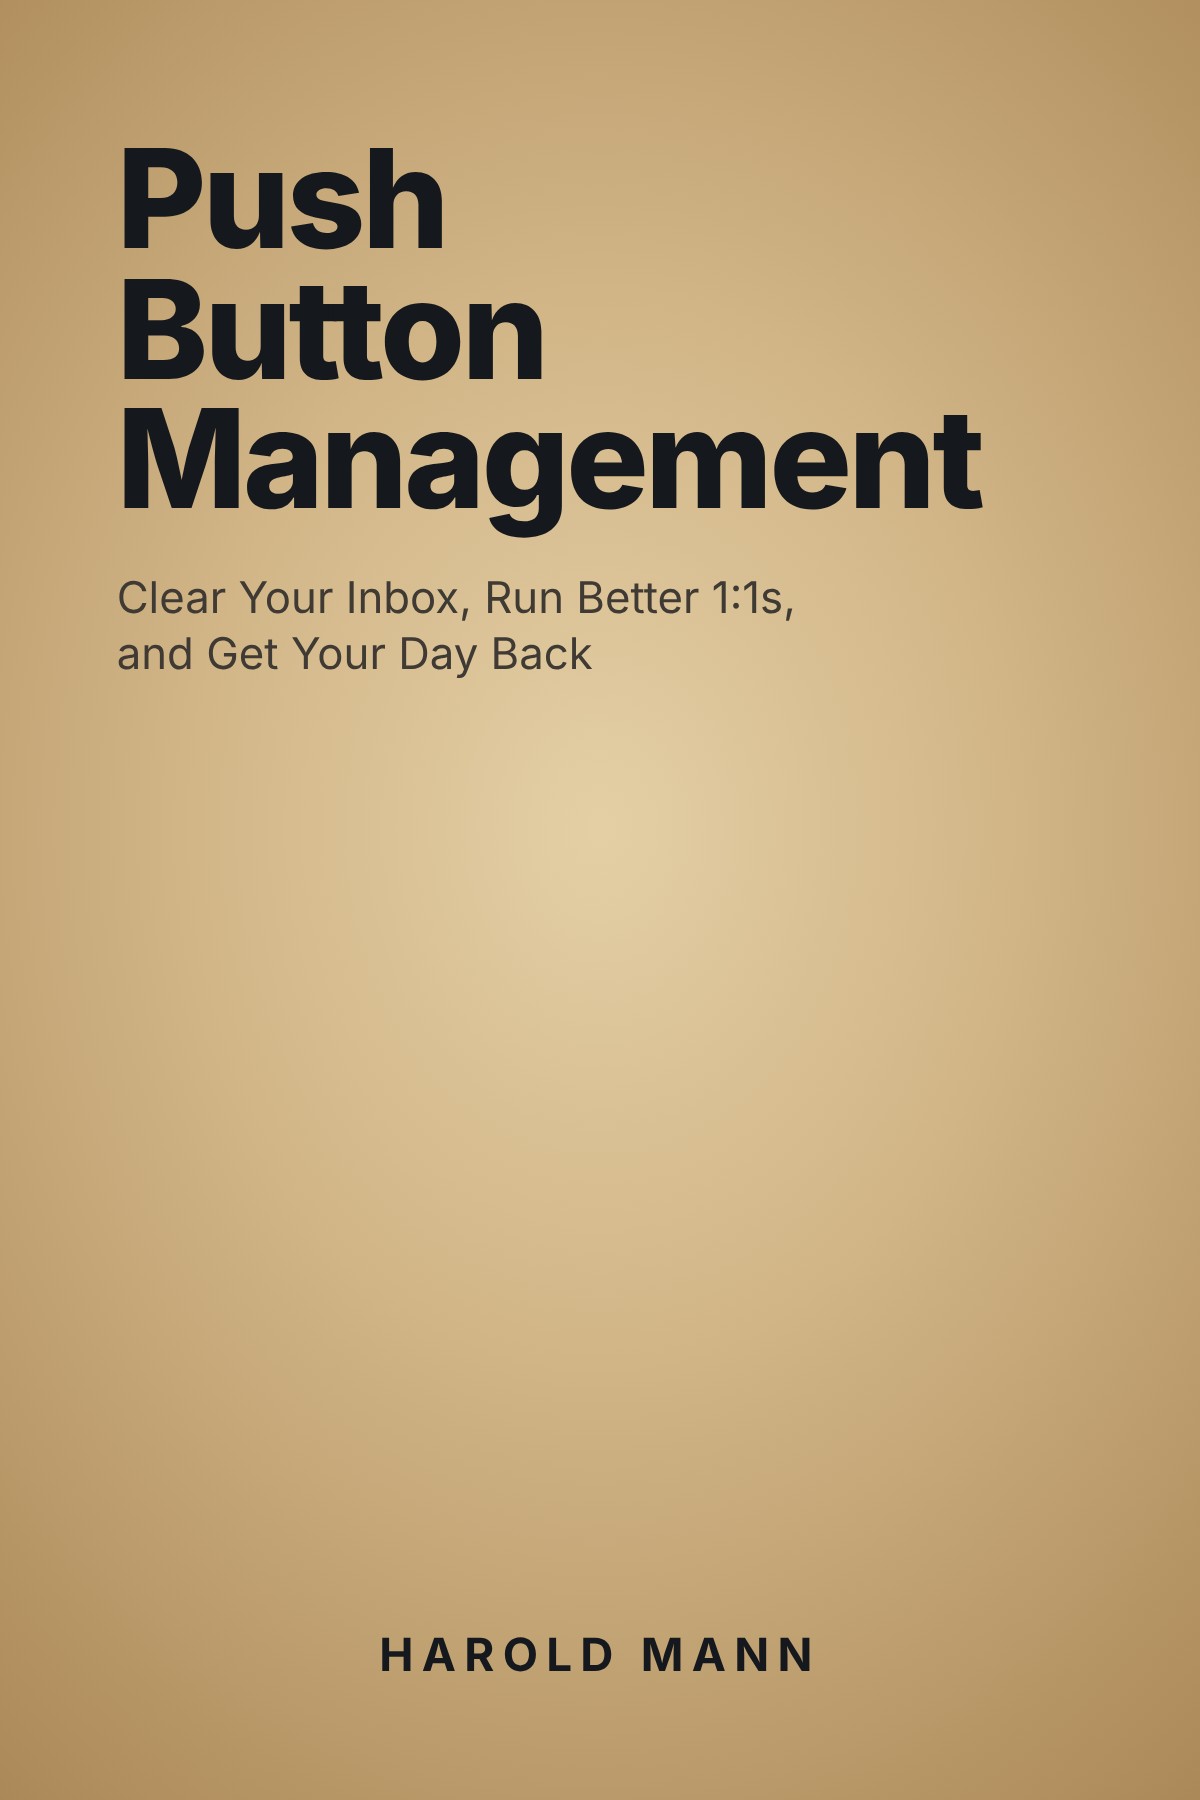 Push
Button
Management
Clear Your Inbox, Run Better 1:1s,
and Get Your Day Back
HAROLD MANN